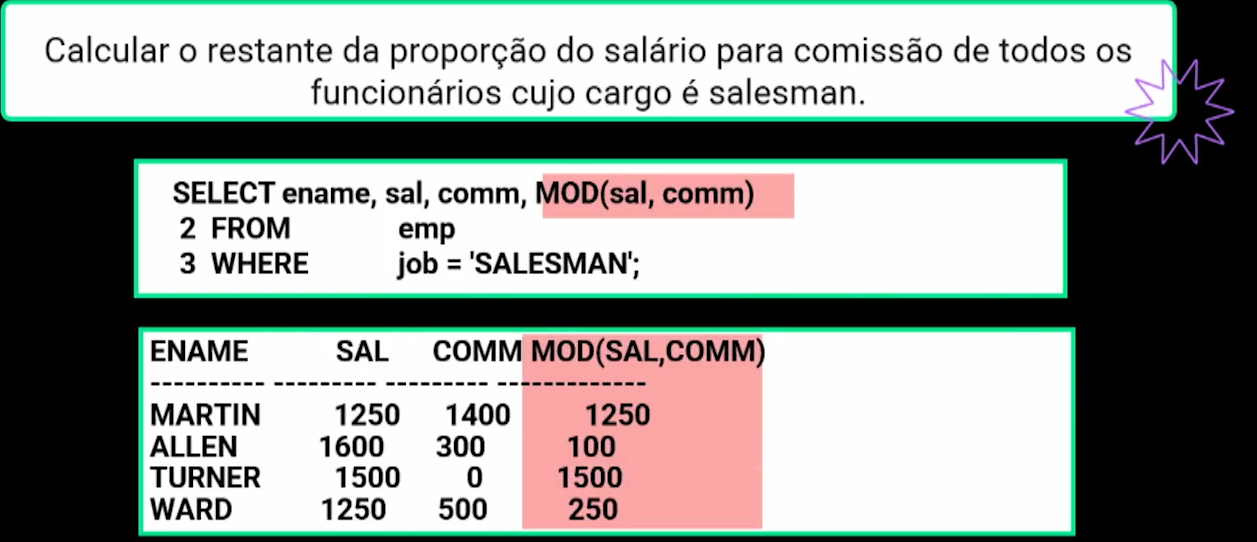 Calcular o restante da proporção do salário para comissão de todos os
funcionários cujo cargo é salesman.
SELECT ename, sal, comm, MOD(sal, comm)
2 FROM emp
3 WHERE job = 'SALESMAN';
ENAME SAL COMM MOD(SAL,COMM)
---------- --------- --------- -------------
MARTIN 1250 1400 1250
ALLEN 1600 300 100
TURNER 1500 0 1500
WARD 1250 500 250